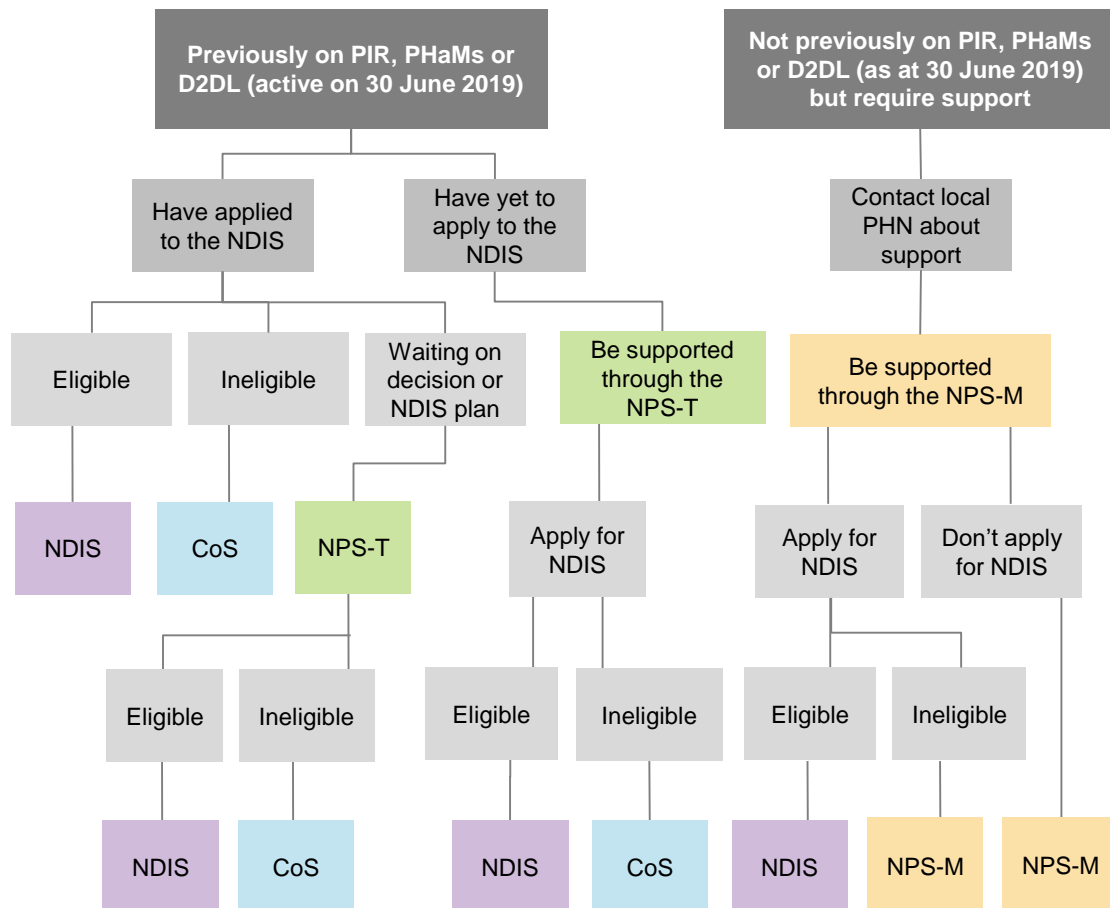 Previously on PIR, PHaMs or
D2DL (active on 30 June 2019)
Not previously on PIR, PHaMs
or D2DL (as at 30 June 2019)
but require support
Have applied
to the NDIS
Have yet to
apply to the
NDIS
Contact local
PHN about
support
Eligible
Ineligible
Waiting on
decision or
NDIS plan
Be supported
through the
NPS-T
Be supported
through the NPS-M
NDIS
CoS
NPS-T
Apply for
NDIS
Apply for
NDIS
Don’t apply
for NDIS
Eligible
Ineligible
Eligible
Ineligible
Eligible
Ineligible
NDIS
CoS
NDIS
CoS
NDIS
NPS-M
NPS-M